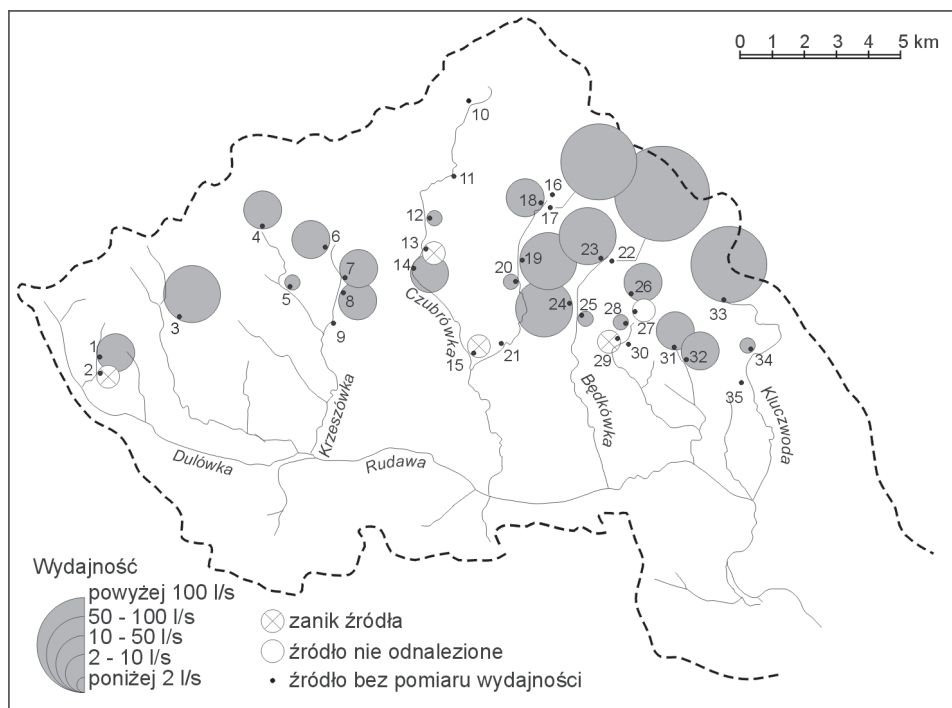 0 1 2 3 4 5 km
10
11
16
18
17
12
4
6
13
23
22
19
14
7
20
26
5
8
24
25
33
3
28
27
9
Czubrówka
1
29
30
31
32
34
2
15
21
35
Krzeszówka
Będkówka
Kluczwoda
Dulówka
Rudawa
Wydajność
powyżej 100 l/s
50 - 100 l/s
10 - 50 l/s
2 - 10 l/s
poniżej 2 l/s
zanik źródła
źródło nie odnalezione
źródło bez pomiaru wydajności